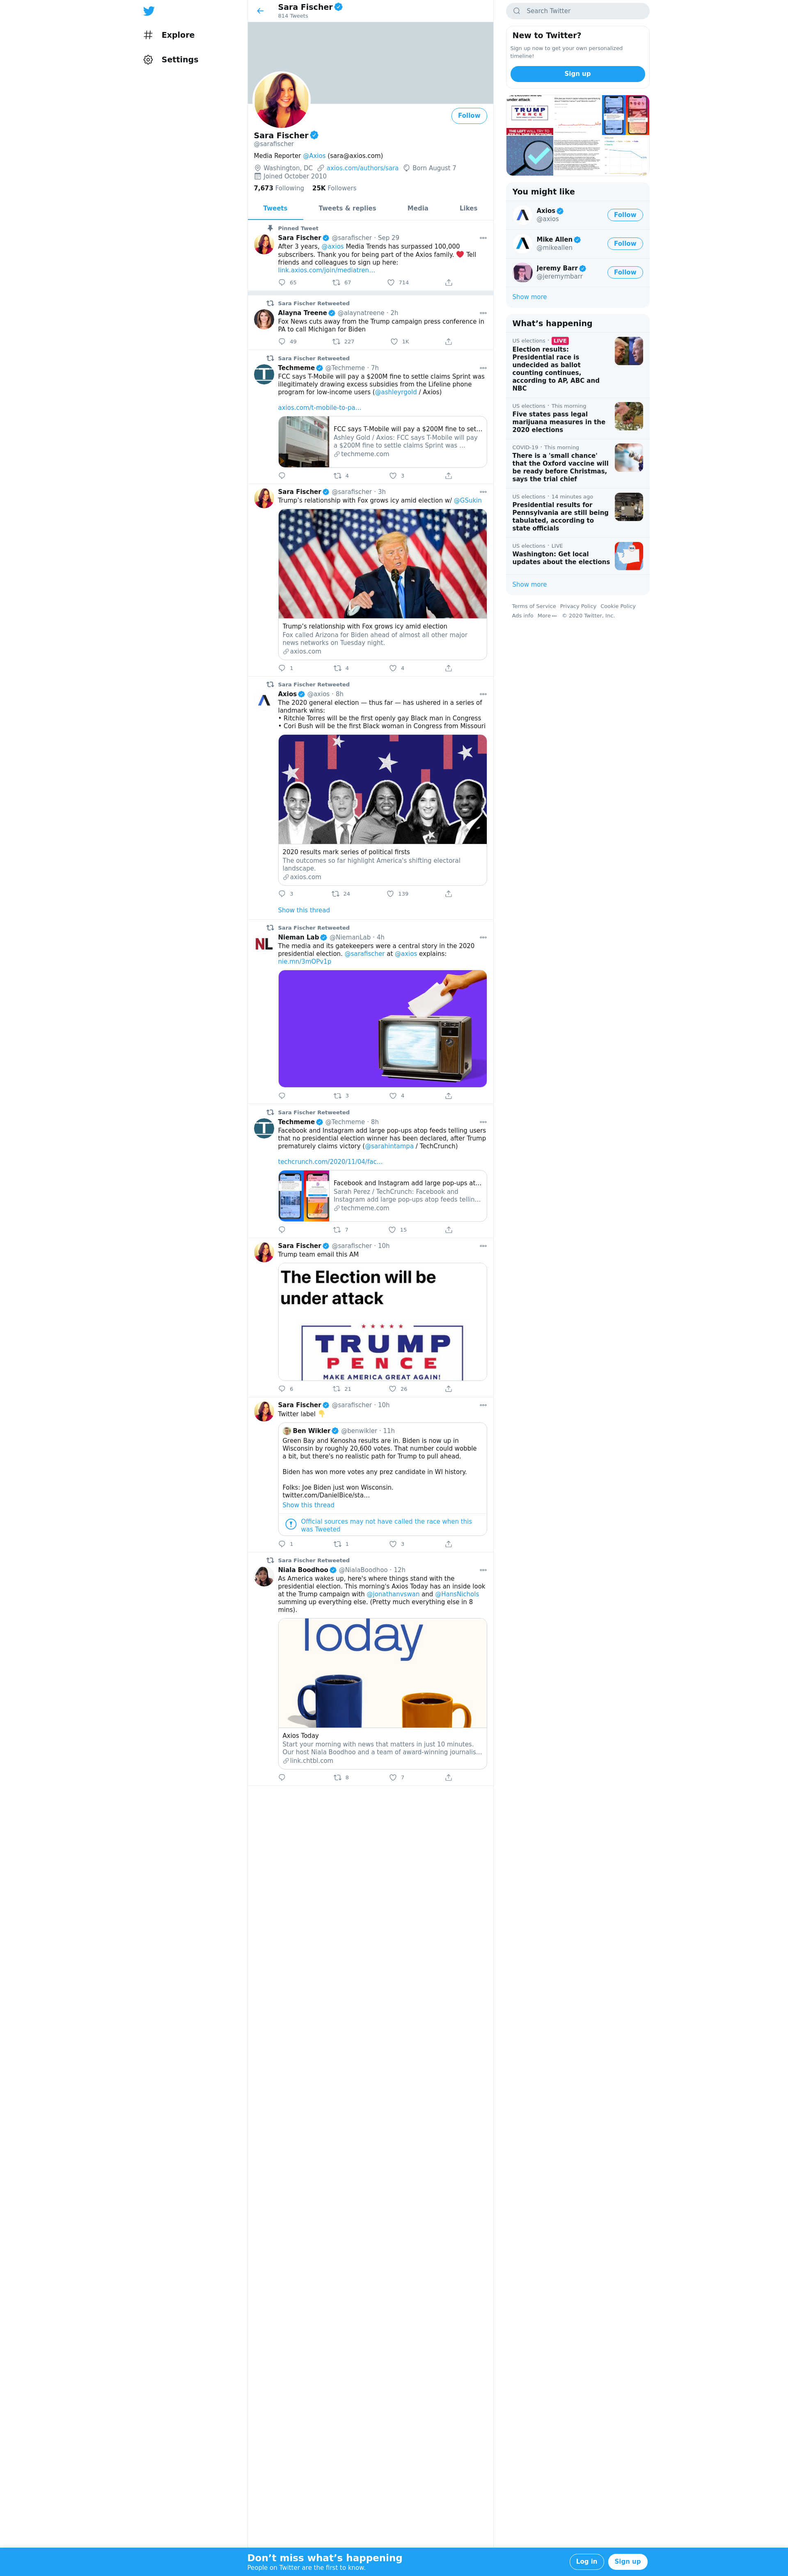 Explore
Settings
Sara Fischer
814 Tweets
Follow
Sara Fischer
@sarafischer
Media Reporter @Axios (sara@axios.com)
Washington, DC axios.com/authors/sara Born August 7
Joined October 2010
7,673 Following 25K Followers
Tweets Tweets & replies Media Likes
Pinned Tweet
Sara Fischer @sarafischer · Sep 29
After 3 years, @axios Media Trends has surpassed 100,000
subscribers. Thank you for being part of the Axios family. ❤️ Tell
friends and colleagues to sign up here:
link.axios.com/join/mediatren…
65 67 714
Sara Fischer Retweeted
Alayna Treene @alaynatreene · 2h
Fox News cuts away from the Trump campaign press conference in
PA to call Michigan for Biden
49 227 1K
Sara Fischer Retweeted
Techmeme @Techmeme · 7h
FCC says T-Mobile will pay a $200M fine to settle claims Sprint was
illegitimately drawing excess subsidies from the Lifeline phone
program for low-income users (@ashleyrgold / Axios)
axios.com/t-mobile-to-pa…
FCC says T-Mobile will pay a $200M fine to set…
Ashley Gold / Axios: FCC says T-Mobile will pay
a $200M fine to settle claims Sprint was …
techmeme.com
4 3
Sara Fischer @sarafischer · 3h
Trump's relationship with Fox grows icy amid election w/ @GSukin
Trump's relationship with Fox grows icy amid election
Fox called Arizona for Biden ahead of almost all other major
news networks on Tuesday night.
axios.com
1 4 4
Sara Fischer Retweeted
Axios @axios · 8h
The 2020 general election — thus far — has ushered in a series of
landmark wins:
• Ritchie Torres will be the first openly gay Black man in Congress
• Cori Bush will be the first Black woman in Congress from Missouri
2020 results mark series of political firsts
The outcomes so far highlight America's shifting electoral
landscape.
axios.com
3 24 139
Show this thread
Sara Fischer Retweeted
NL
Nieman Lab @NiemanLab · 4h
The media and its gatekeepers were a central story in the 2020
presidential election. @sarafischer at @axios explains:
nie.mn/3mOPv1p
3 4
Sara Fischer Retweeted
Techmeme @Techmeme · 8h
Facebook and Instagram add large pop-ups atop feeds telling users
that no presidential election winner has been declared, after Trump
prematurely claims victory (@sarahintampa / TechCrunch)
techcrunch.com/2020/11/04/fac…
Facebook and Instagram add large pop-ups at…
Sarah Perez / TechCrunch: Facebook and
Instagram add large pop-ups atop feeds tellin…
techmeme.com
7 15
Sara Fischer @sarafischer · 10h
Trump team email this AM
The Election will be
under attack
TRUMP
PENCE
MAKE AMERICA GREAT AGAIN!
6 21 26
Sara Fischer @sarafischer · 10h
Twitter label 👇
Ben Wikler @benwikler · 11h
Green Bay and Kenosha results are in. Biden is now up in
Wisconsin by roughly 20,600 votes. That number could wobble
a bit, but there's no realistic path for Trump to pull ahead.
Biden has won more votes any prez candidate in WI history.
Folks: Joe Biden just won Wisconsin.
twitter.com/DanielBice/sta…
Show this thread
Official sources may not have called the race when this
was Tweeted
1 1 3
Sara Fischer Retweeted
Niala Boodhoo @NialaBoodhoo · 12h
As America wakes up, here's where things stand with the
presidential election. This morning's Axios Today has an inside look
at the Trump campaign with @jonathanvswan and @HansNichols
summing up everything else. (Pretty much everything else in 8
mins).
Today
Axios Today
Start your morning with news that matters in just 10 minutes.
Our host Niala Boodhoo and a team of award-winning journalis…
link.chtbl.com
8 7
Search Twitter
New to Twitter?
Sign up now to get your own personalized
timeline!
Sign up
under attack
TRUMP
PENCE
You might like
Axios
@axios
Follow
Mike Allen
@mikeallen
Follow
Jeremy Barr
@jeremymbarr
Follow
Show more
What's happening
US elections · LIVE
Election results:
Presidential race is
undecided as ballot
counting continues,
according to AP, ABC and
NBC
US elections · This morning
Five states pass legal
marijuana measures in the
2020 elections
COVID-19 · This morning
There is a 'small chance'
that the Oxford vaccine will
be ready before Christmas,
says the trial chief
US elections · 14 minutes ago
Presidential results for
Pennsylvania are still being
tabulated, according to
state officials
US elections · LIVE
Washington: Get local
updates about the elections
Show more
Terms of Service Privacy Policy Cookie Policy
Ads info More © 2020 Twitter, Inc.
Don't miss what's happening
People on Twitter are the first to know.
Log in Sign up